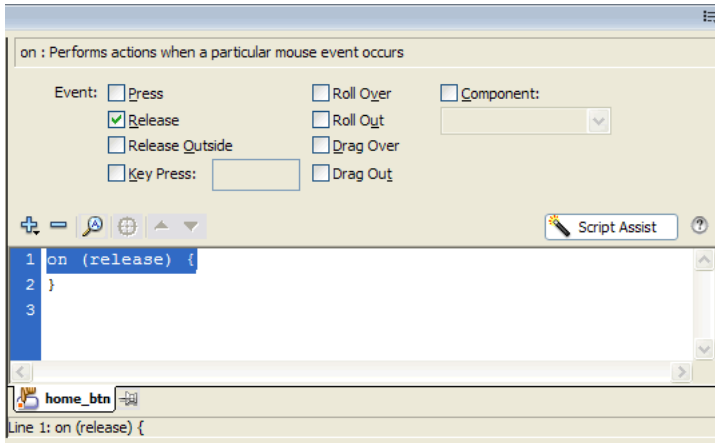 on : Performs actions when a particular mouse event occurs
Event: Press Roll Over Component:
Release Roll Out
Release Outside Drag Over
Key Press: Drag Out
Script Assist ?
1 on (release) {
2 }
3
home_btn
Line 1: on (release) {